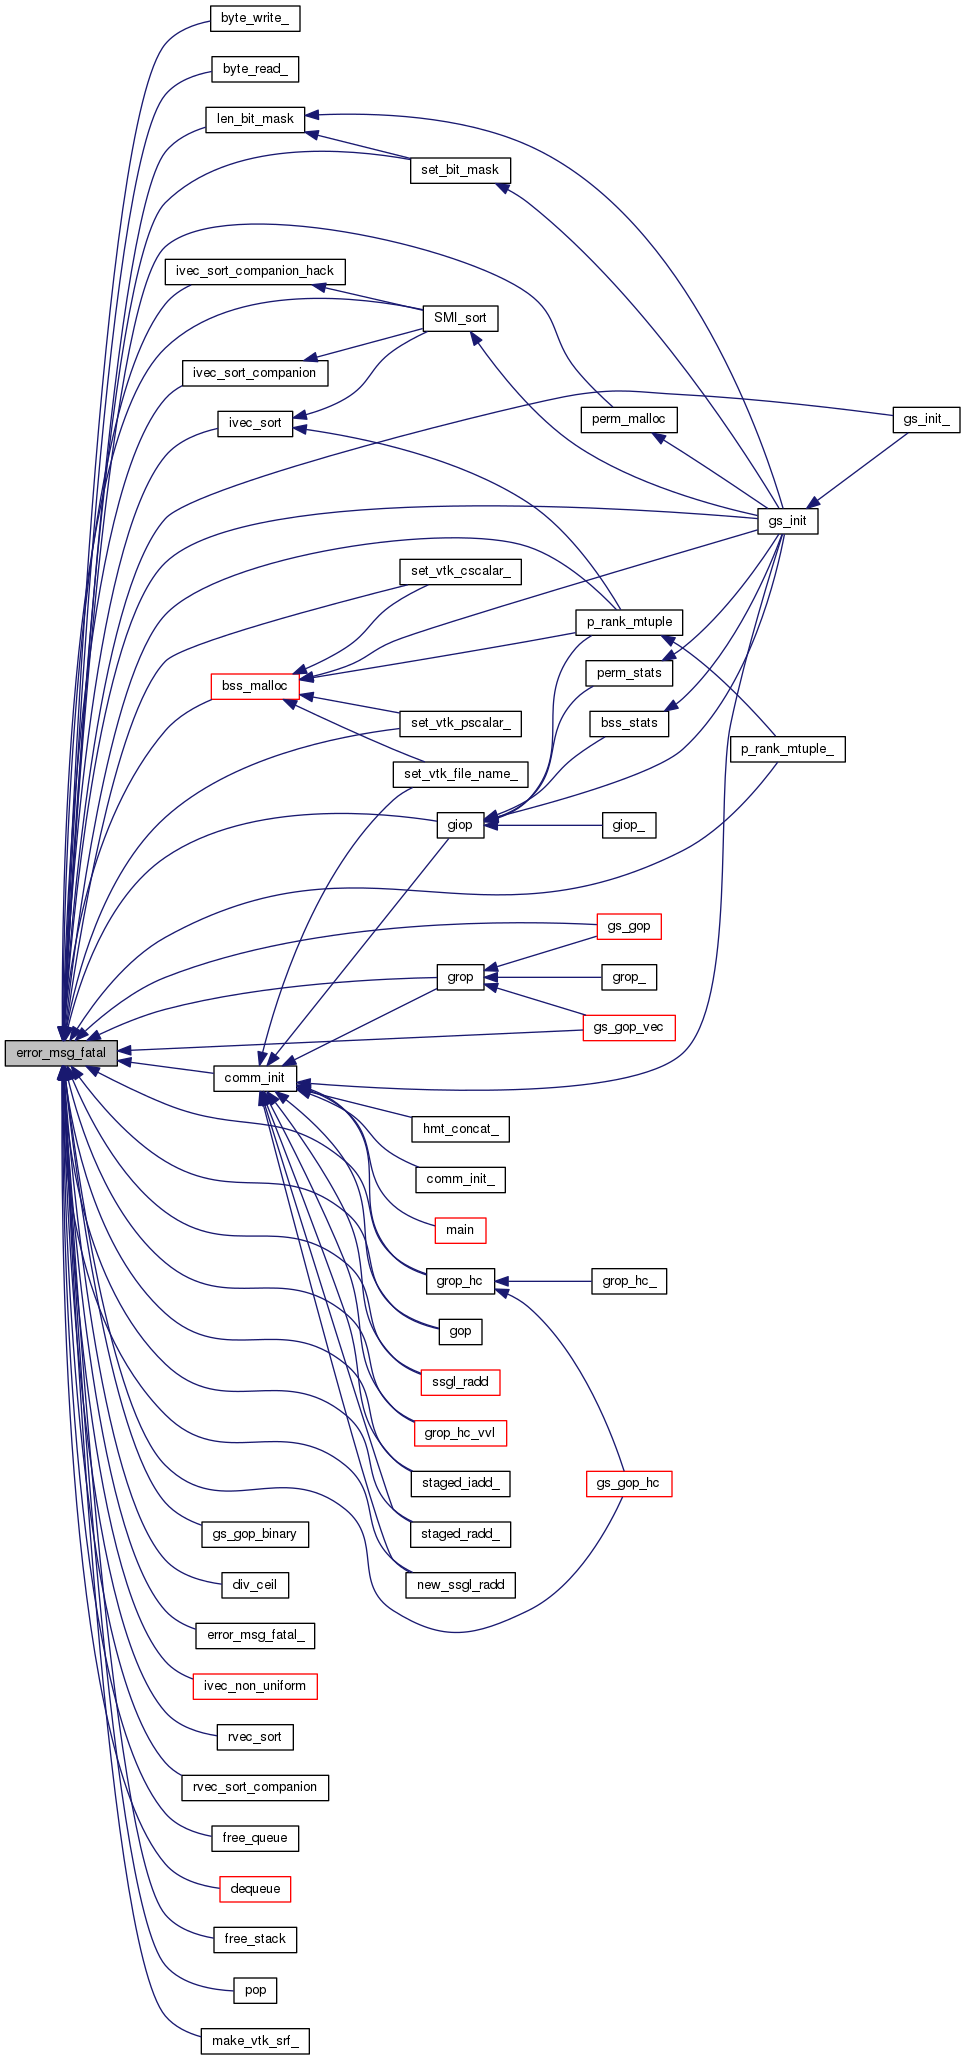 byte_write_
byte_read_
len_bit_mask
set_bit_mask
ivec_sort_companion_hack
SMI_sort
ivec_sort_companion
ivec_sort
perm_malloc
gs_init_
gs_init
set_vtk_cscalar_
p_rank_mtuple
perm_stats
bss_malloc
set_vtk_pscalar_
bss_stats
p_rank_mtuple_
set_vtk_file_name_
giop
giop_
gs_gop
grop
grop_
gs_gop_vec
error_msg_fatal
comm_init
hmt_concat_
comm_init_
main
grop_hc
grop_hc_
gop
ssgl_radd
grop_hc_vvl
staged_iadd_
gs_gop_hc
staged_radd_
gs_gop_binary
new_ssgl_radd
div_ceil
error_msg_fatal_
ivec_non_uniform
rvec_sort
rvec_sort_companion
free_queue
dequeue
free_stack
pop
make_vtk_srf_